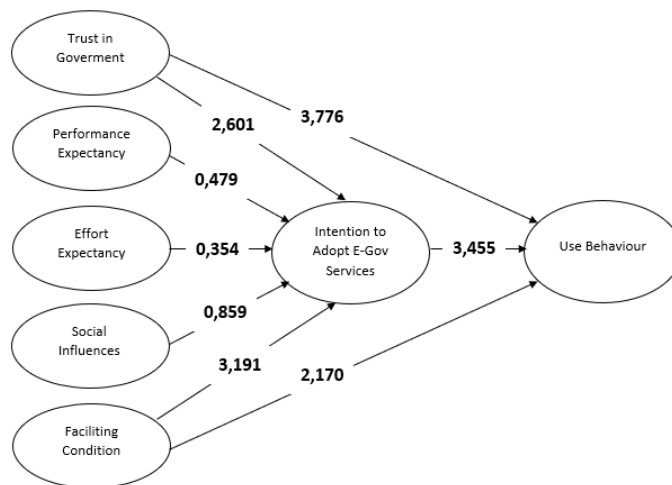 Trust in
Goverment
3,776
2,601
Performance
Expectancy
0,479
Effort
Expectancy
0,354
Intention to
Adopt E-Gov
Services
3,455
Use Behaviour
Social
Influences
0,859
3,191
2,170
Faciliting
Condition